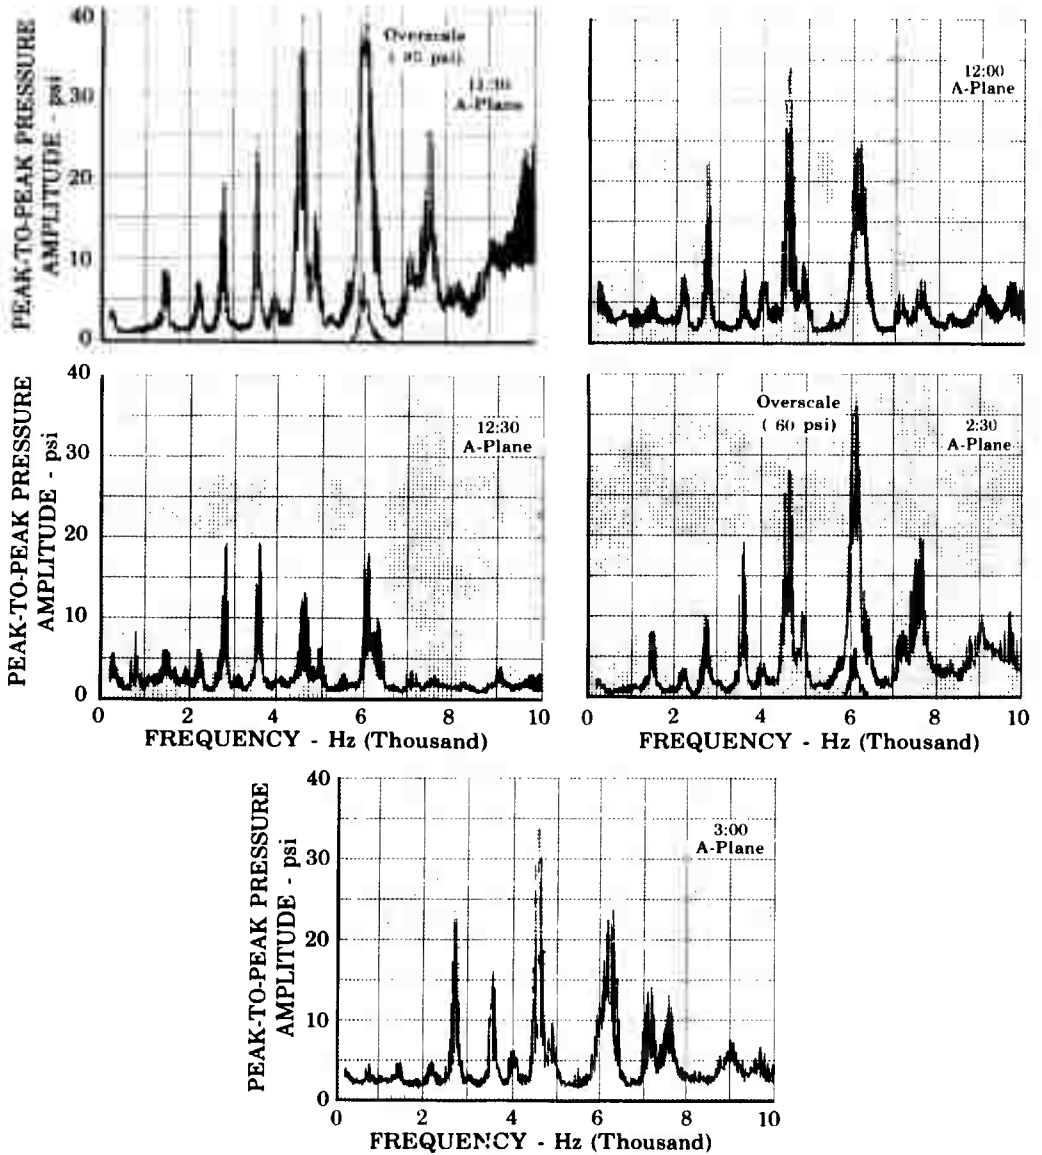 PEAK-TO-PEAK PRESSURE
AMPLITUDE - psi
40
30
20
10
0
Overscale
psi)
11:30
A-Plane
12:00
A-Plane
PEAK-TO-PEAK PRESSURE
AMPLITUDE - psi
40
30
20
10
0
12:30
A-Plane
0 2 4 6 8 10
FREQUENCY - Hz (Thousand)
Overscale
( 60 psi)
2:30
A-Plane
0 2 4 6 8 10
FREQUENCY - Hz (Thousand)
PEAK-TO-PEAK PRESSURE
AMPLITUDE - psi
40
30
20
10
0
3:00
A-Plane
0 2 4 6 8 10
FREQUENCY - Hz (Thousand)